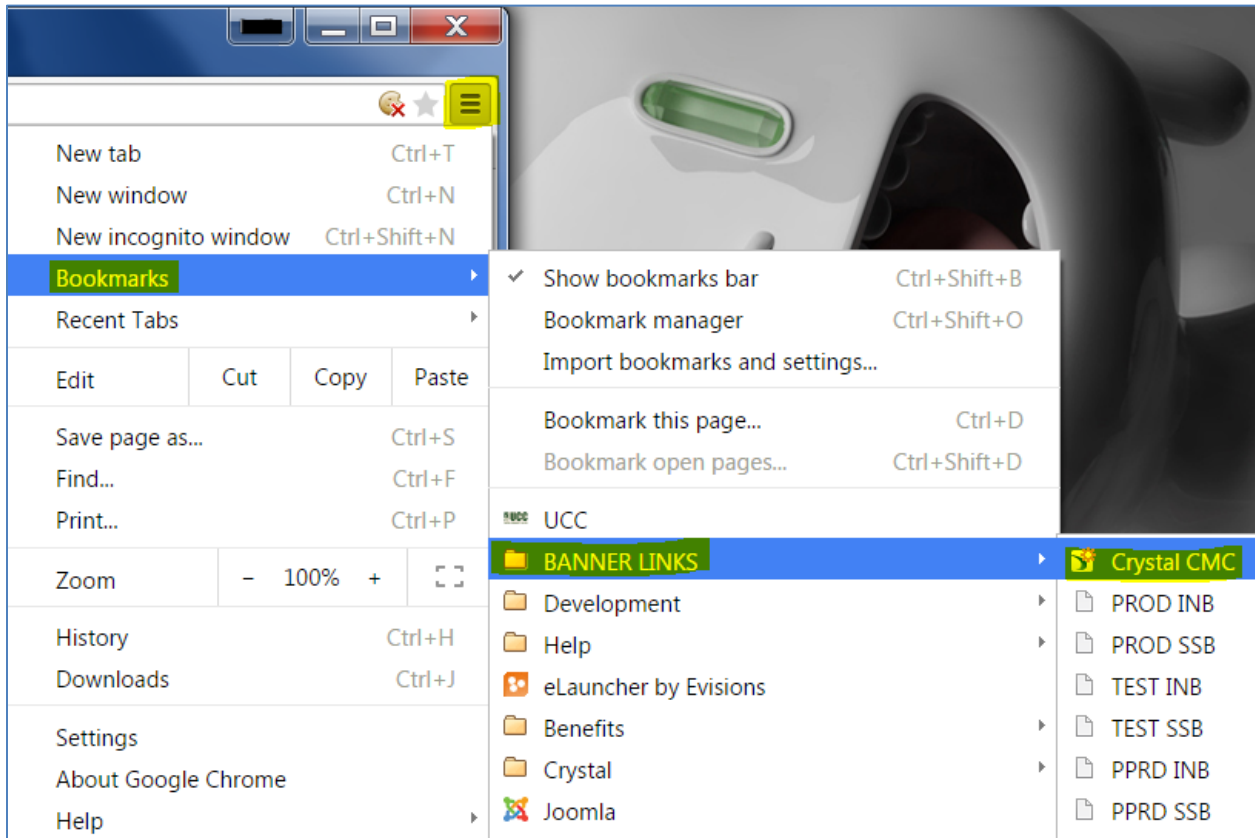 New tab Ctrl+T
New window Ctrl+N
New incognito window Ctrl+Shift+N
Bookmarks
Recent Tabs
Edit Cut Copy Paste
Save page as... Ctrl+S
Find... Ctrl+F
Print... Ctrl+P
Zoom - 100% +
History Ctrl+H
Downloads Ctrl+J
Settings
About Google Chrome
Help
Show bookmarks bar Ctrl+Shift+B
Bookmark manager Ctrl+Shift+O
Import bookmarks and settings...
Bookmark this page... Ctrl+D
Bookmark open pages... Ctrl+Shift+D
UCC UCC
BANNER LINKS
Development
Help
eLauncher by Evisions
Benefits
Crystal
Joomla
Crystal CMC
PROD INB
PROD SSB
TEST INB
TEST SSB
PPRD INB
PPRD SSB